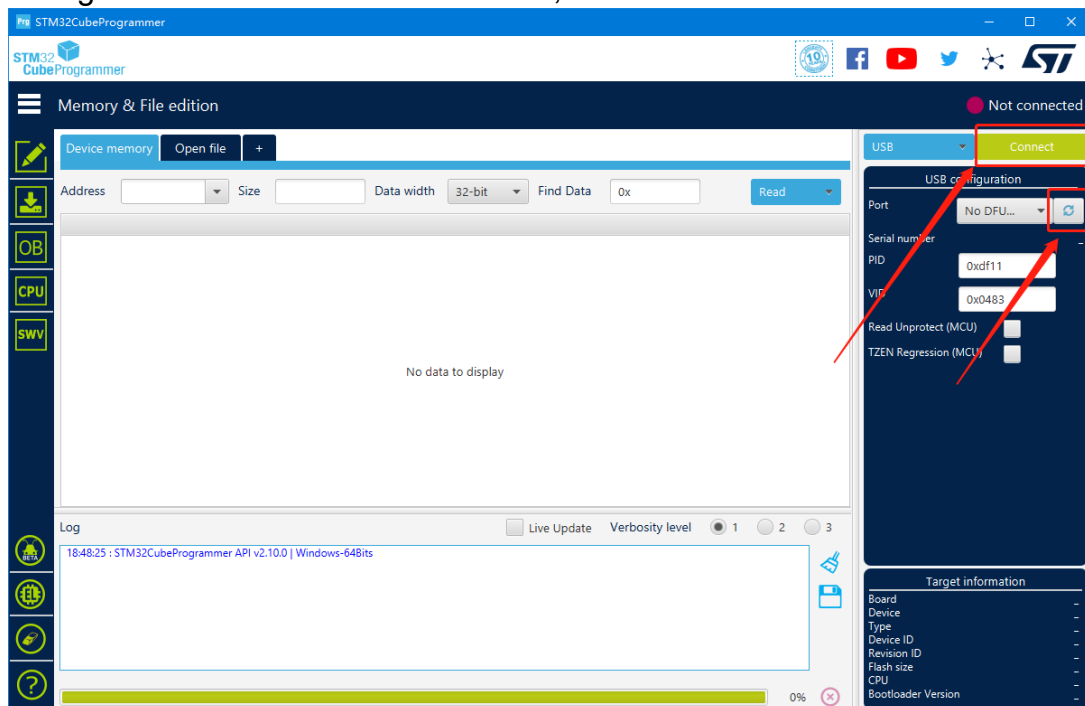 Prg STM32CubeProgrammer
STM32
CubeProgrammer
10
Memory & File edition
Not connected
Device memory Open file +
USB Connect
Address Size Data width 32-bit Find Data 0x Read
USB configuration
Port No DFU...
Serial number _
PID 0xdf11
VID 0x0483
Read Unprotect (MCU)
TZEN Regression (MCU)
OB
CPU
SWV
No data to display
Log Live Update Verbosity level 1 2 3
18:48:25 : STM32CubeProgrammer API v2.10.0 | Windows-64Bits
BETA
EL
?
0%
Target information
Board _
Device _
Type _
Device ID _
Revision ID _
Flash size _
CPU _
Bootloader Version _